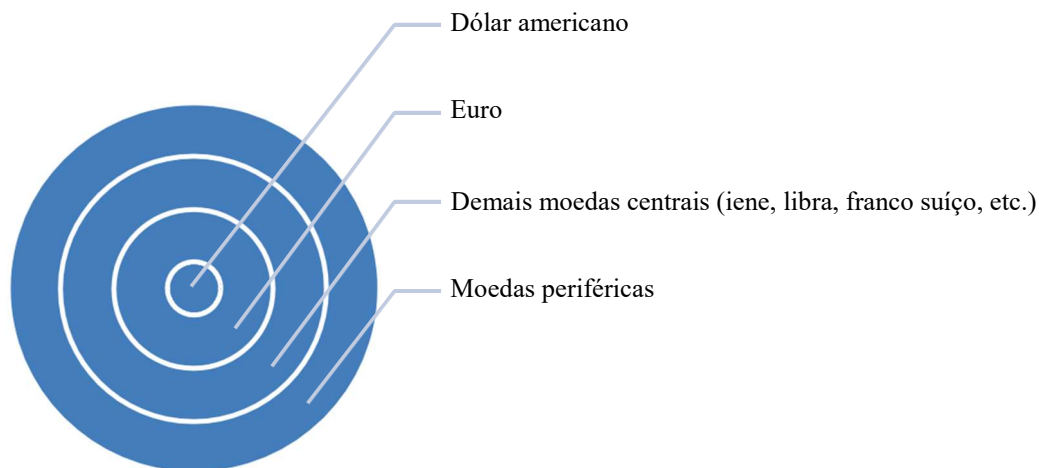 Dólar americano
Euro
Demais moedas centrais (iene, libra, franco suíço, etc.)
Moedas periféricas